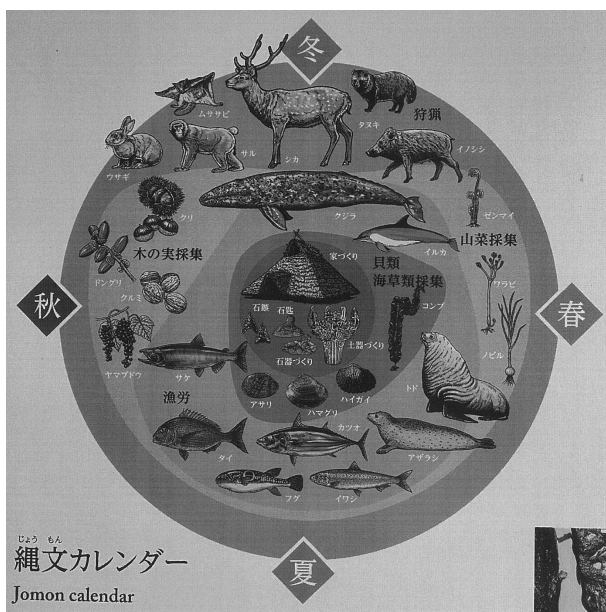 冬
ムササビ
タヌキ
狩猟
ウサギ
サル
シカ
イノシシ
クリ
クジラ
ゼンマイ
イルカ
山菜採集
木の実採集
家づくり
貝類
海草類採集
ドングリ
クルミ
コンブ
ワラビ
秋
春
石鏃
石匙
土器づくり
石器づくり
ヤマブドウ
サケ
ノビル
トド
漁労
アサリ
ハマグリ
ハイガイ
タイ
カツオ
アザラシ
フグ
イワシ
夏
じょう もん
縄文カレンダー
Jomon calendar